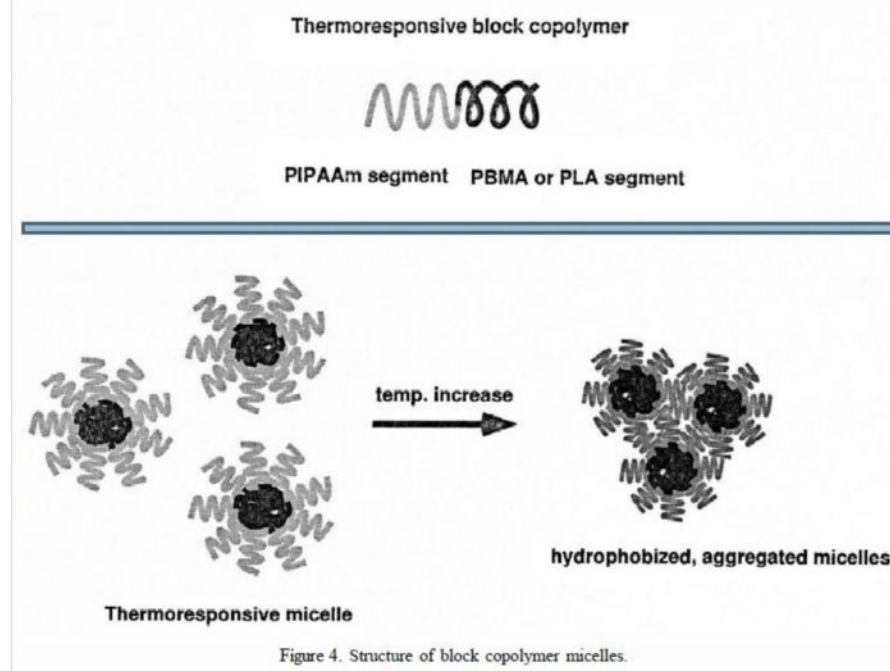 Thermoresponsive block copolymer
PIPAAm segment PBMA or PLA segment
temp. increase
hydrophobized, aggregated micelles
Thermoresponsive micelle
Figure 4. Structure of block copolymer micelles.